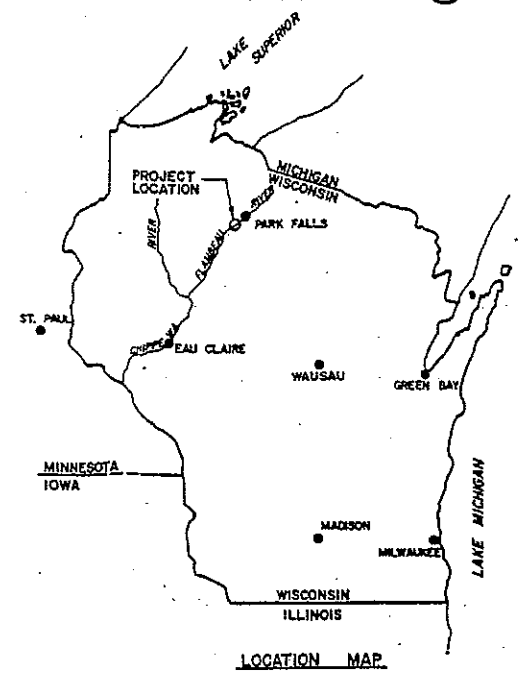 LAKE SUPERIOR
MICHIGAN
WISCONSIN
PROJECT
LOCATION
RIVER
PARK FALLS
FLAMBEAU
RIVER
ST. PAUL
CHIPPEWA
EAU CLAIRE
WAUSAU
GREEN BAY
MINNESOTA
IOWA
LAKE MICHIGAN
MADISON
MILWAUKEE
WISCONSIN
ILLINOIS
LOCATION MAP